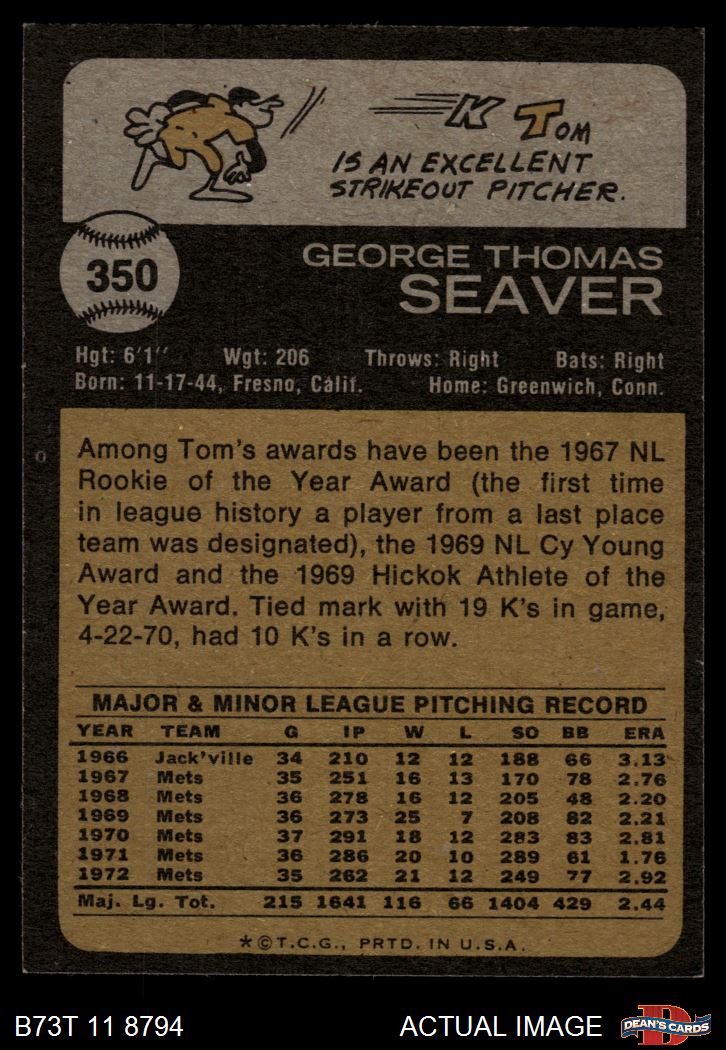 K TOM
IS AN EXCELLENT
STRIKEOUT PITCHER.
350
GEORGE THOMAS
SEAVER
Hgt: 6'1" Wgt: 206 Throws: Right Bats: Right
Born: 11-17-44, Fresno, Calif. Home: Greenwich, Conn.
Among Tom's awards have been the 1967 NL
Rookie of the Year Award (the first time
in league history a player from a last place
team was designated), the 1969 NL Cy Young
Award and the 1969 Hickok Athlete of the
Year Award. Tied mark with 19 K's in game,
4-22-70, had 10 K's in a row.
MAJOR & MINOR LEAGUE PITCHING RECORD
YEAR TEAM G IP W L SO BB ERA
1966 Jack'ville 34 210 12 12 188 66 3.13
1967 Mets 35 251 16 13 170 78 2.76
1968 Mets 36 278 16 12 205 48 2.20
1969 Mets 36 273 25 7 208 82 2.21
1970 Mets 37 291 18 12 283 83 2.81
1971 Mets 36 286 20 10 289 61 1.76
1972 Mets 35 262 21 12 249 77 2.92
Maj. Lg. Tot. 215 1641 116 66 1404 429 2.44
*©T.C.G., PRTD. IN U.S.A.
B73T 11 8794 ACTUAL IMAGE
D
DEAN'S CARDS